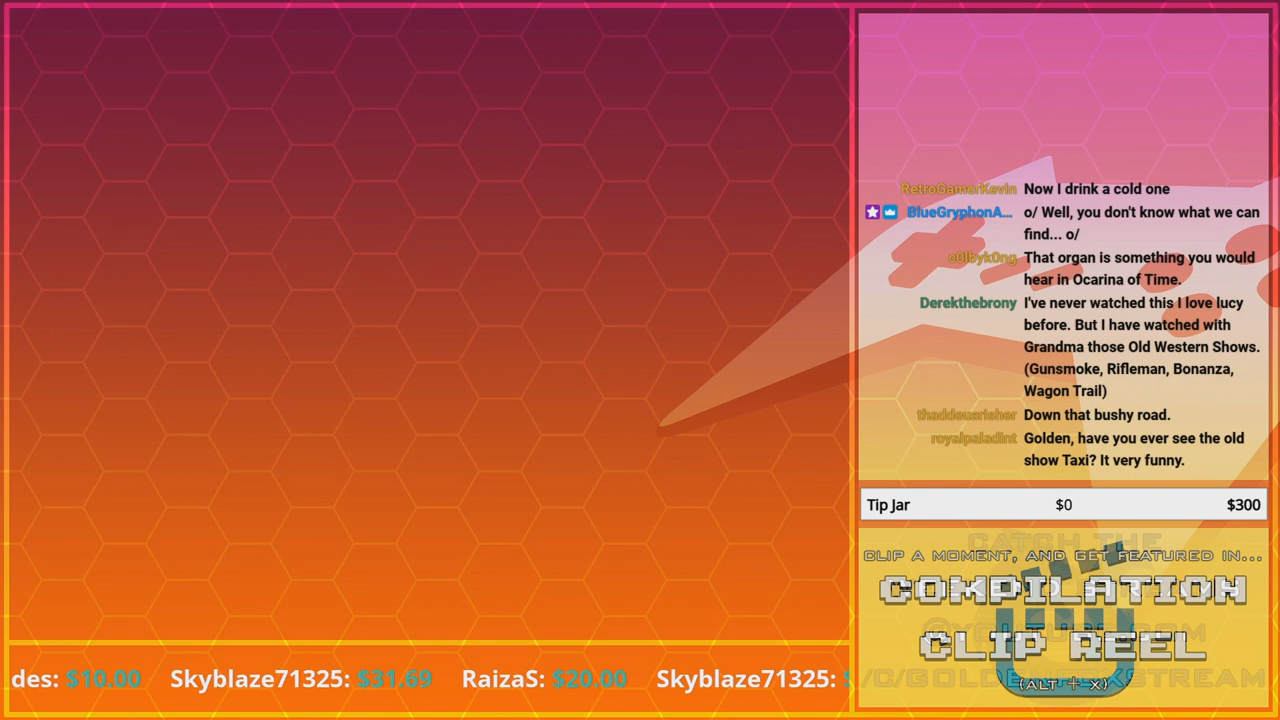 RetroGamerKevin Now I drink a cold one
BlueGryphonA... o/ Well, you don't know what we can
find... o/
c0lbyk0ng That organ is something you would
hear in Ocarina of Time.
Derekthebrony I've never watched this I love lucy
before. But I have watched with
Grandma those Old Western Shows.
(Gunsmoke, Rifleman, Bonanza,
Wagon Trail)
Down that bushy road.
royalpaladint Golden, have you ever see the old
show Taxi? It very funny.
Tip Jar $0 $300
CATCH THE
CLIP A MOMENT, AND GET FEATURED IN...
COMPILATION
CLIP REEL
(ALT + X)
des: $10.00 Skyblaze71325: $31.69 RaizaS: $20.00 Skyblaze71325: